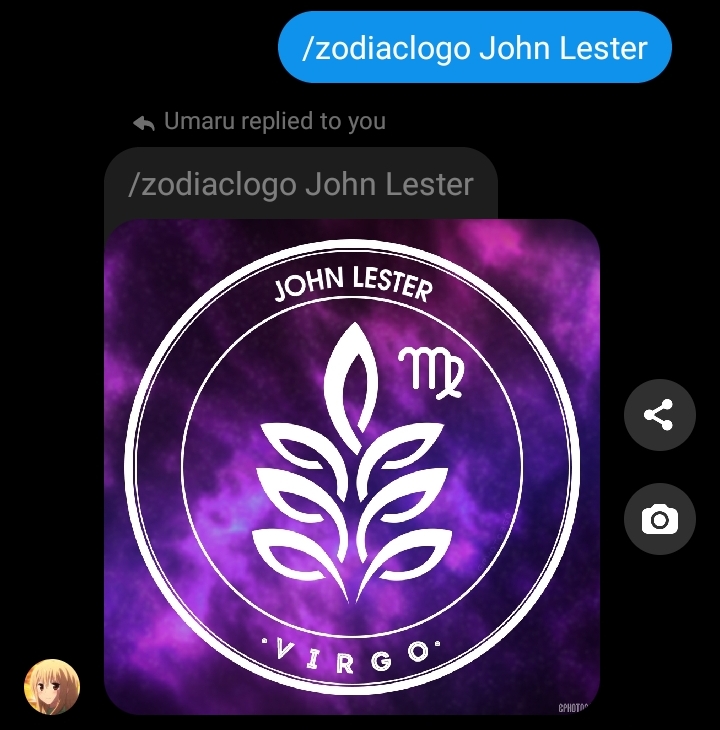 /zodiaclogo John Lester
Umaru replied to you
/zodiaclogo John Lester
JOHN LESTER
·VIRGO·